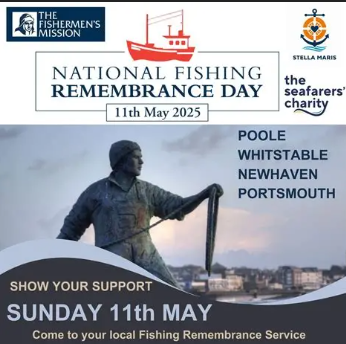 THE
FISHERMEN'S
MISSION
STELLA MARIS
NATIONAL FISHING
REMEMBRANCE DAY
11th May 2025
the
seafarers'
charity
POOLE
WHITSTABLE
NEWHAVEN
PORTSMOUTH
SHOW YOUR SUPPORT
SUNDAY 11th MAY
Come to your local Fishing Remembrance Service